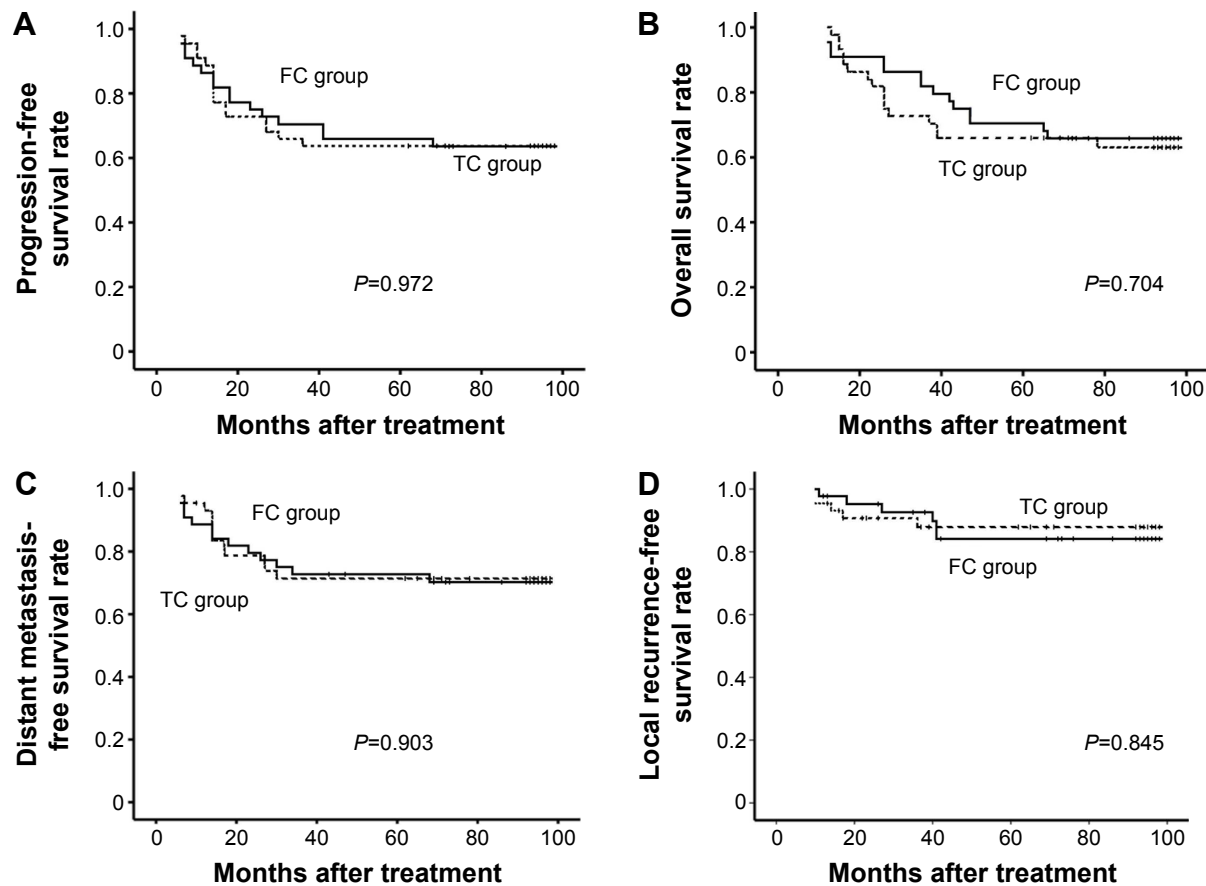 A
Progression-free
survival rate
1.0
0.8
0.6
0.4
0.2
0
FC group
TC group
P=0.972
0 20 40 60 80 100
Months after treatment
B
Overall survival rate
1.0
0.8
0.6
0.4
0.2
0
FC group
TC group
P=0.704
0 20 40 60 80 100
Months after treatment
C
Distant metastasis-
free survival rate
1.0
0.8
0.6
0.4
0.2
0
FC group
TC group
P=0.903
0 20 40 60 80 100
Months after treatment
D
Local recurrence-free
survival rate
1.0
0.8
0.6
0.4
0.2
0
TC group
FC group
P=0.845
0 20 40 60 80 100
Months after treatment